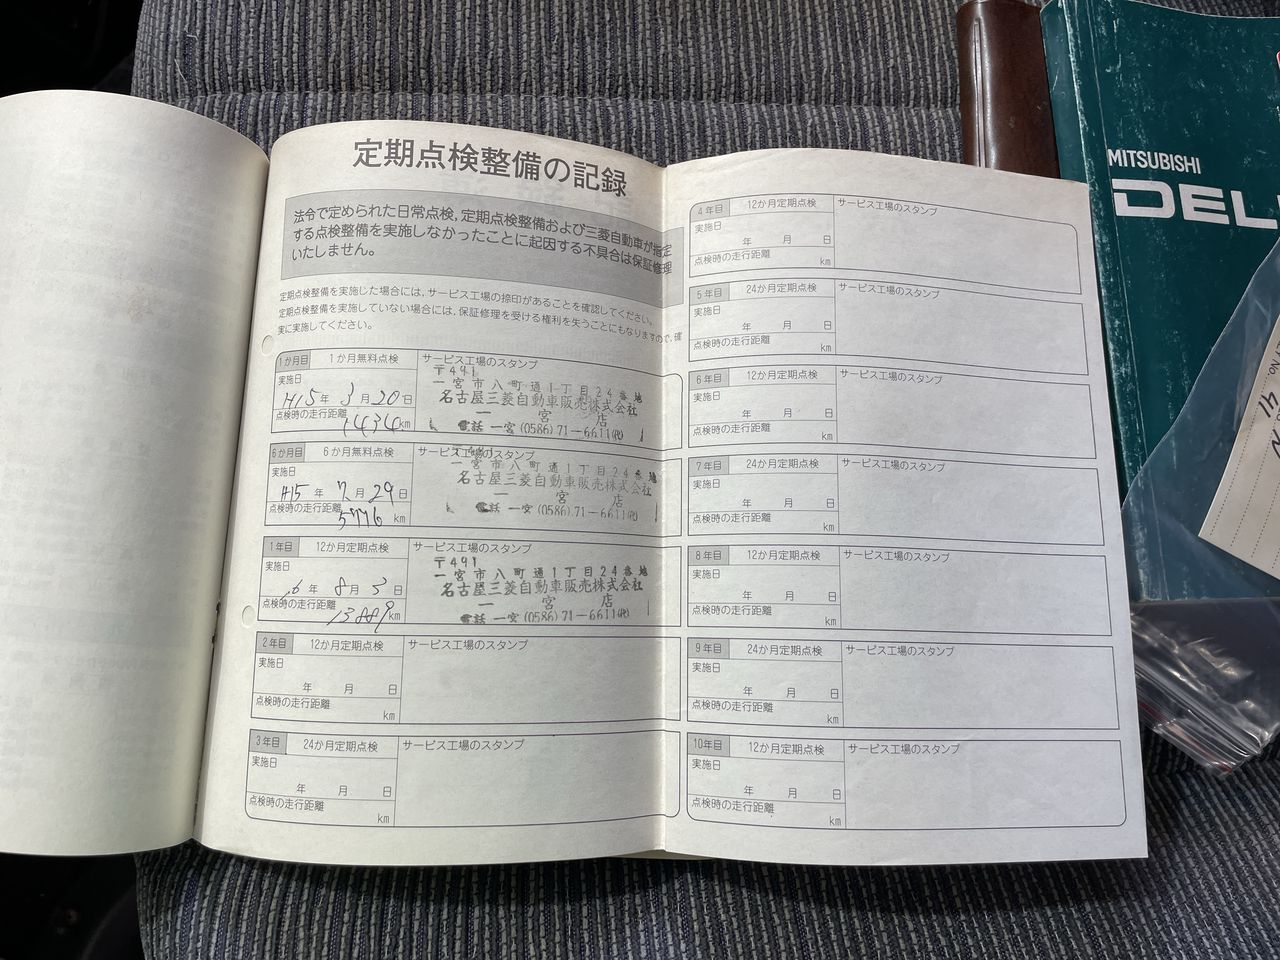 定期点検整備の記録
法令で定められた日常点検,定期点検整備および三菱自動車が指定
する点検整備を実施しなかったことに起因する不具合は保証修理
いたしません。
定期点検整備を実施した場合には,サービス工場の捺印があることを確認してください。
定期点検整備を実施していない場合には,保証修理を受ける権利を失うことにもなりますので,確
実に実施してください。
1か月目 1か月無料点検 サービス工場のスタンプ
〒491
実施日
一宮市八町通1丁目24番地
H15年 3月20日
名古屋三菱自動車販売株式会社
一宮店
点検時の走行距離
1434km
電話 一宮(0586)71-6611(代)
6か月目 6か月無料点検 サービス工場のスタンプ
実施日
一宮市八町通1丁目24番地
名古屋三菱自動車販売株式会社
H15年 7月29日
一宮店
点検時の走行距離
5776km
電話 一宮(0586)71-6611(代)
1年目 12か月定期点検 サービス工場のスタンプ
〒491
実施日
一宮市八町通1丁目24番地
6年 8月3日
名古屋三菱自動車販売株式会社
一宮店
点検時の走行距離
13889km
電話 一宮(0586)71-6611(代)
2年目 12か月定期点検 サービス工場のスタンプ
実施日
年 月 日
点検時の走行距離
km
3年目 24か月定期点検 サービス工場のスタンプ
実施日
年 月 日
点検時の走行距離
km
4年目 12か月定期点検 サービス工場のスタンプ
実施日
年 月 日
点検時の走行距離
km
5年目 24か月定期点検 サービス工場のスタンプ
実施日
年 月 日
点検時の走行距離
km
6年目 12か月定期点検 サービス工場のスタンプ
実施日
年 月 日
点検時の走行距離
km
7年目 24か月定期点検 サービス工場のスタンプ
実施日
年 月 日
点検時の走行距離
km
8年目 12か月定期点検 サービス工場のスタンプ
実施日
年 月 日
点検時の走行距離
km
9年目 24か月定期点検 サービス工場のスタンプ
実施日
年 月 日
点検時の走行距離
km
10年目 12か月定期点検 サービス工場のスタンプ
実施日
年 月 日
点検時の走行距離
km
MITSUBISHI
DEL